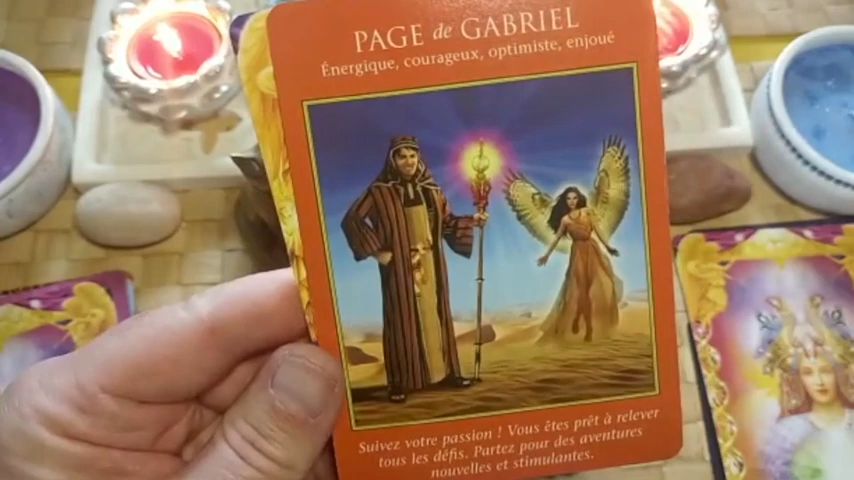 PAGE de GABRIEL
Énergique, courageux, optimiste, enjoué
Suivez votre passion ! Vous êtes prêt à relever
tous les défis. Partez pour des aventures
nouvelles et stimulantes.